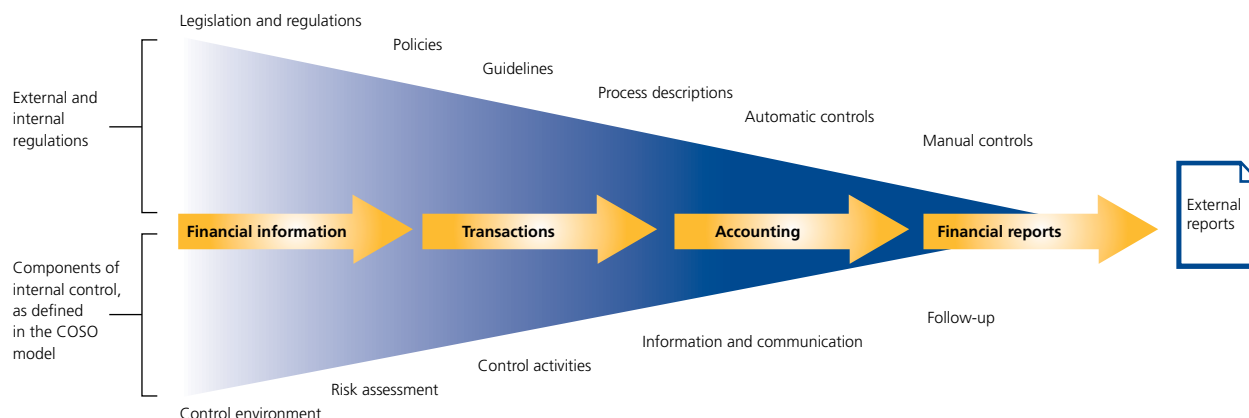 Legislation and regulations
Policies
Guidelines
Process descriptions
Automatic controls
Manual controls
External and
internal
regulations
Financial information
Transactions
Accounting
Financial reports
External
reports
Components of
internal control,
as defined
in the COSO
model
Follow-up
Information and communication
Control activities
Risk assessment
Control environment